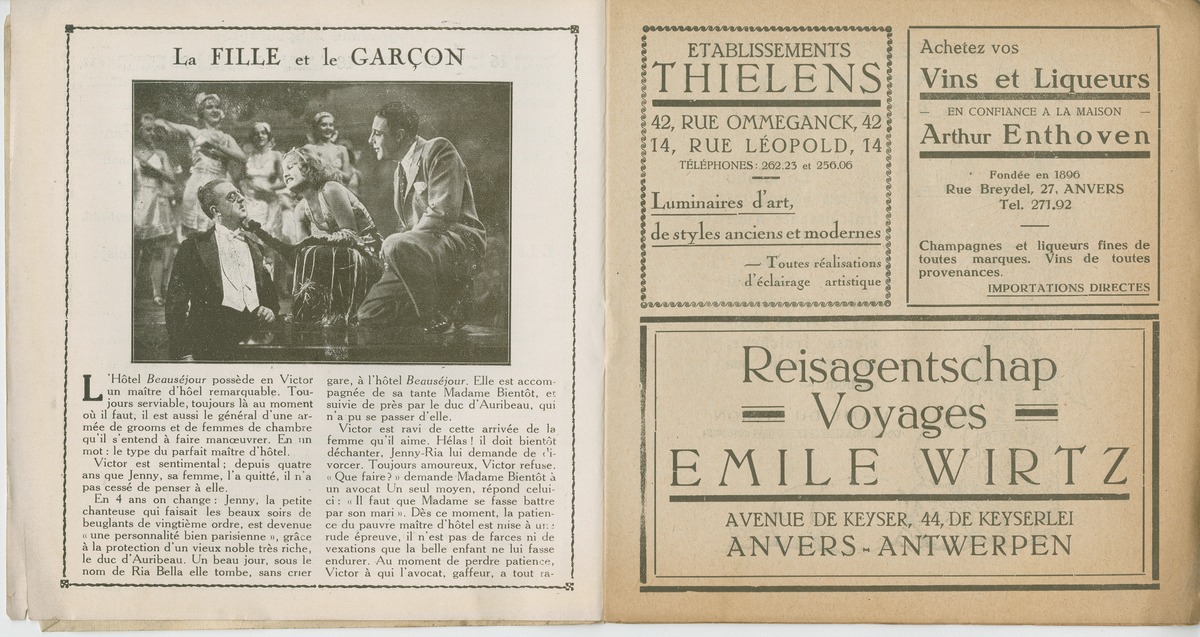 La FILLE et le GARÇON
L'Hôtel Beauséjour possède en Victor
un maître d'hôel remarquable. Tou-
jours serviable, toujours là au moment
où il faut, il est aussi le général d'une ar-
mée de grooms et de femmes de chambre
qu'il s'entend à faire manœuvrer. En un
mot : le type du parfait maître d'hôtel.
Victor est sentimental ; depuis quatre
ans que Jenny, sa femme, l'a quitté, il n'a
pas cessé de penser à elle.
En 4 ans on change : Jenny, la petite
chanteuse qui faisait les beaux soirs de
beuglants de vingtième ordre, est devenue
« une personnalité bien parisienne », grâce
à la protection d'un vieux noble très riche,
le duc d'Auribeau. Un beau jour, sous le
nom de Ria Bella elle tombe, sans crier
gare, à l'hôtel Beauséjour. Elle est accom-
pagnée de sa tante Madame Bientôt, et
suivie de près par le duc d'Auribeau, qui
n'a pu se passer d'elle.
Victor est ravi de cette arrivée de la
femme qu'il aime. Hélas ! il doit bientôt
déchanter, Jenny-Ria lui demande de di-
vorcer. Toujours amoureux, Victor refuse.
« Que faire ? » demande Madame Bientôt à
un avocat Un seul moyen, répond celui-
ci : « Il faut que Madame se fasse battre
par son mari ». Dès ce moment, la patien-
ce du pauvre maître d'hôtel est mise à une
rude épreuve, il n'est pas de farces ni de
vexations que la belle enfant ne lui fasse
endurer. Au moment de perdre patience,
Victor à qui l'avocat, gaffeur, a tout ra-
ETABLISSEMENTS
THIELENS
42, RUE OMMEGANCK, 42
14, RUE LÉOPOLD, 14
TÉLÉPHONES : 262.23 et 256.06
Luminaires d'art,
de styles anciens et modernes
— Toutes réalisations
d'éclairage artistique
Achetez vos
Vins et Liqueurs
— EN CONFIANCE A LA MAISON —
Arthur Enthoven
Fondée en 1896
Rue Breydel, 27, ANVERS
Tel. 271.92
Champagnes et liqueurs fines de
toutes marques. Vins de toutes
provenances.
IMPORTATIONS DIRECTES
Reisagentschap
Voyages
EMILE WIRTZ
AVENUE DE KEYSER, 44, DE KEYSERLEI
ANVERS - ANTWERPEN